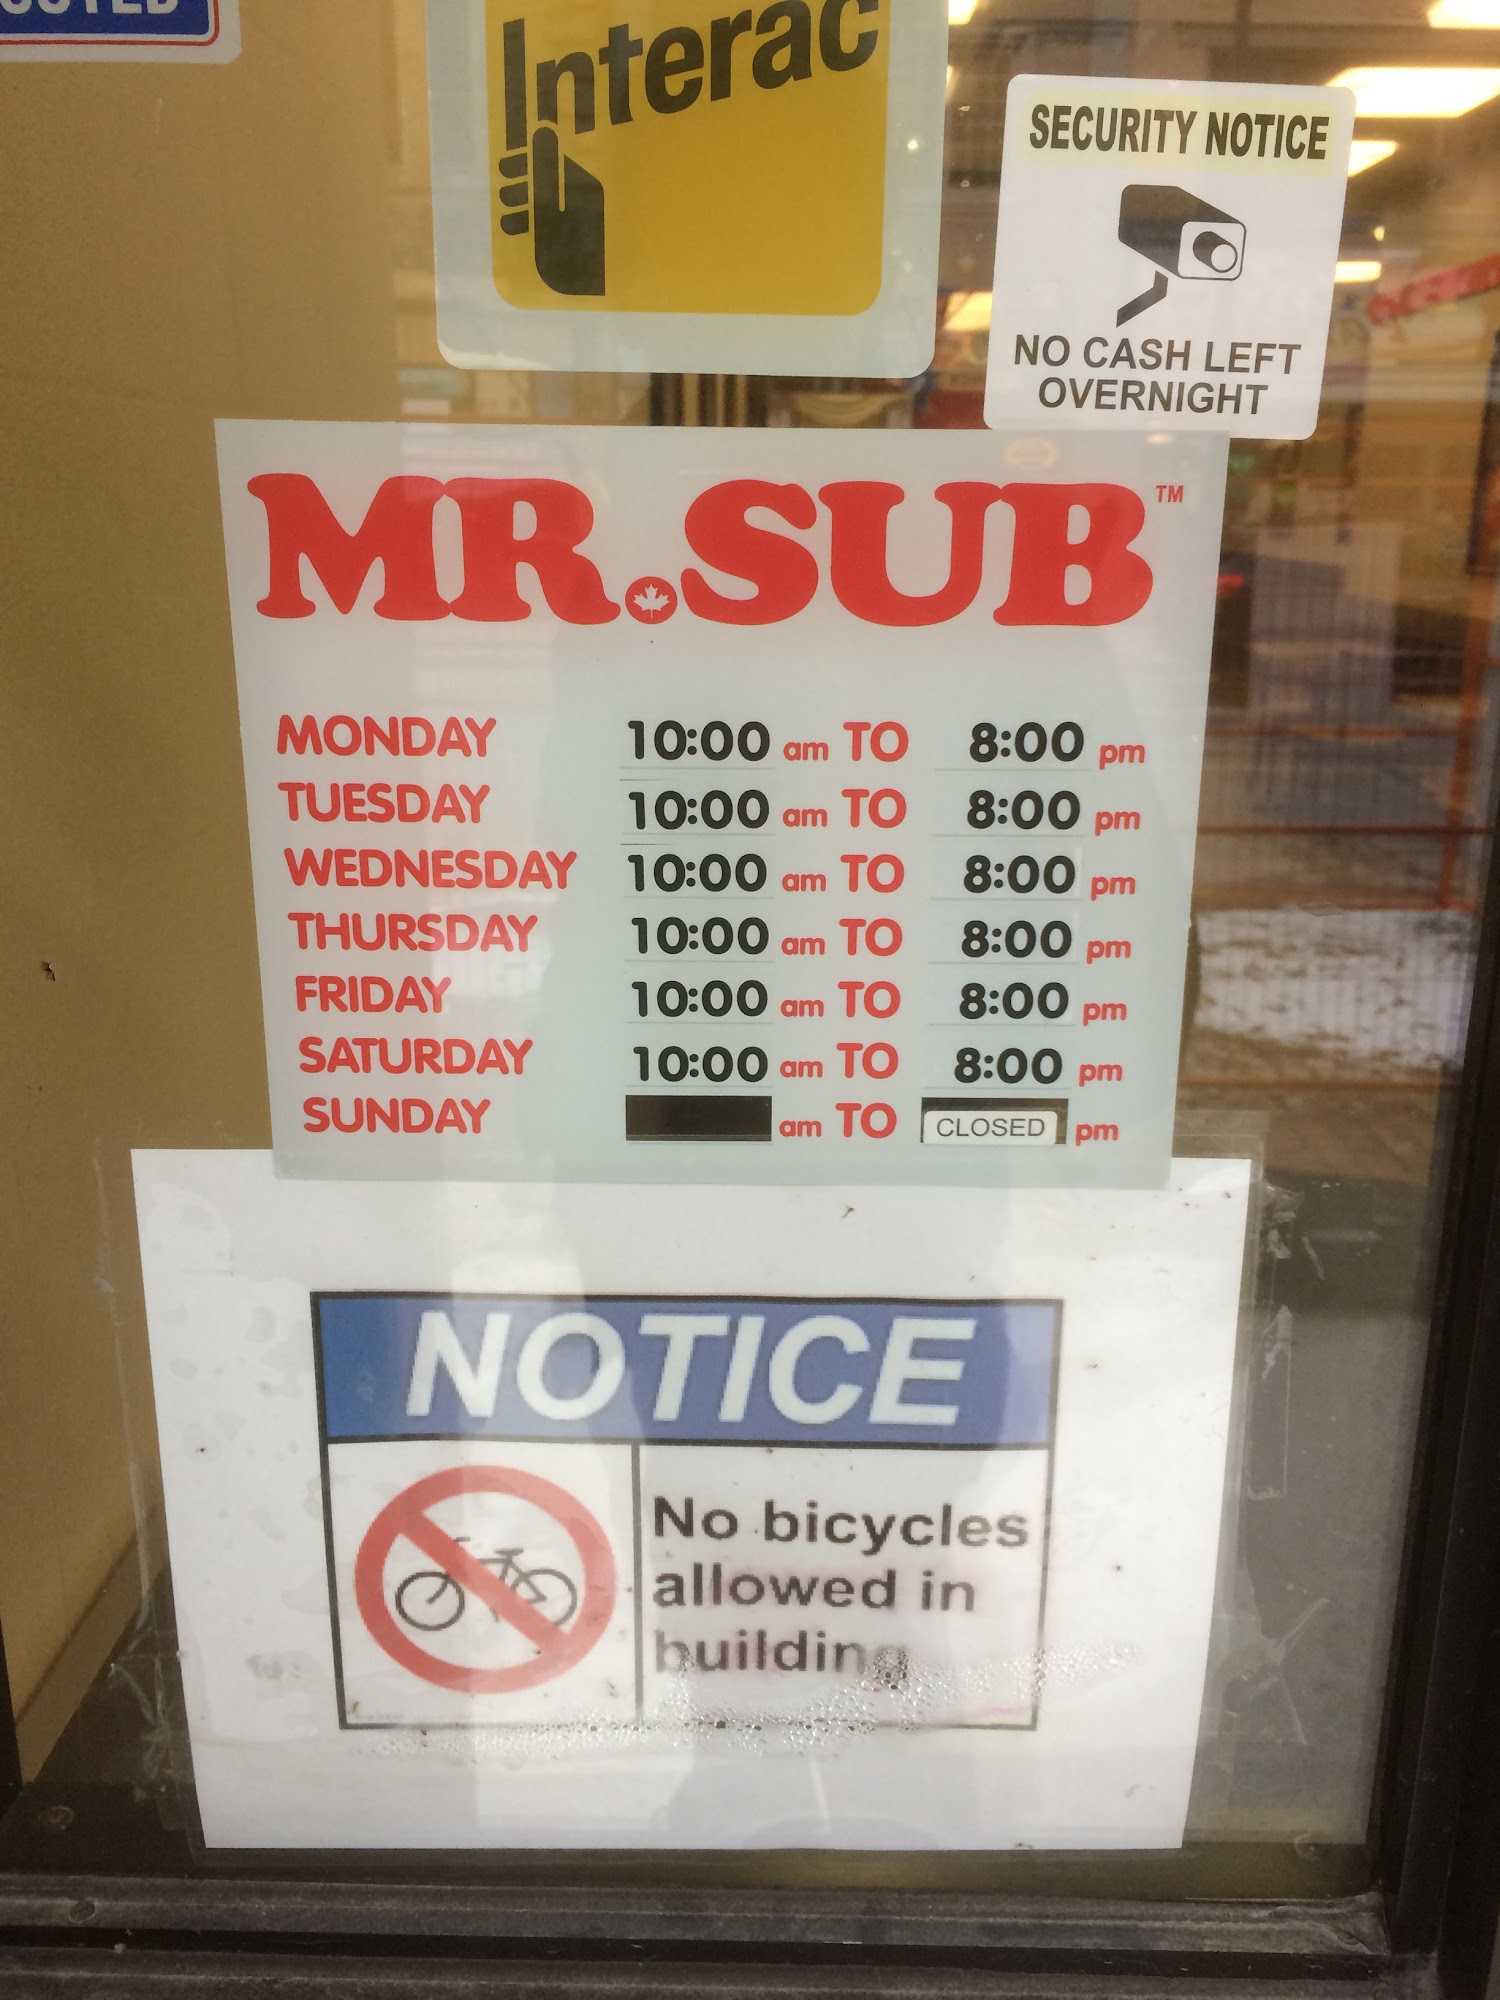 Interac
SECURITY NOTICE
NO CASH LEFT
OVERNIGHT
MR.SUB™
MONDAY 10:00 am TO 8:00 pm
TUESDAY 10:00 am TO 8:00 pm
WEDNESDAY 10:00 am TO 8:00 pm
THURSDAY 10:00 am TO 8:00 pm
FRIDAY 10:00 am TO 8:00 pm
SATURDAY 10:00 am TO 8:00 pm
SUNDAY am TO CLOSED pm
NOTICE
No bicycles
allowed in
building